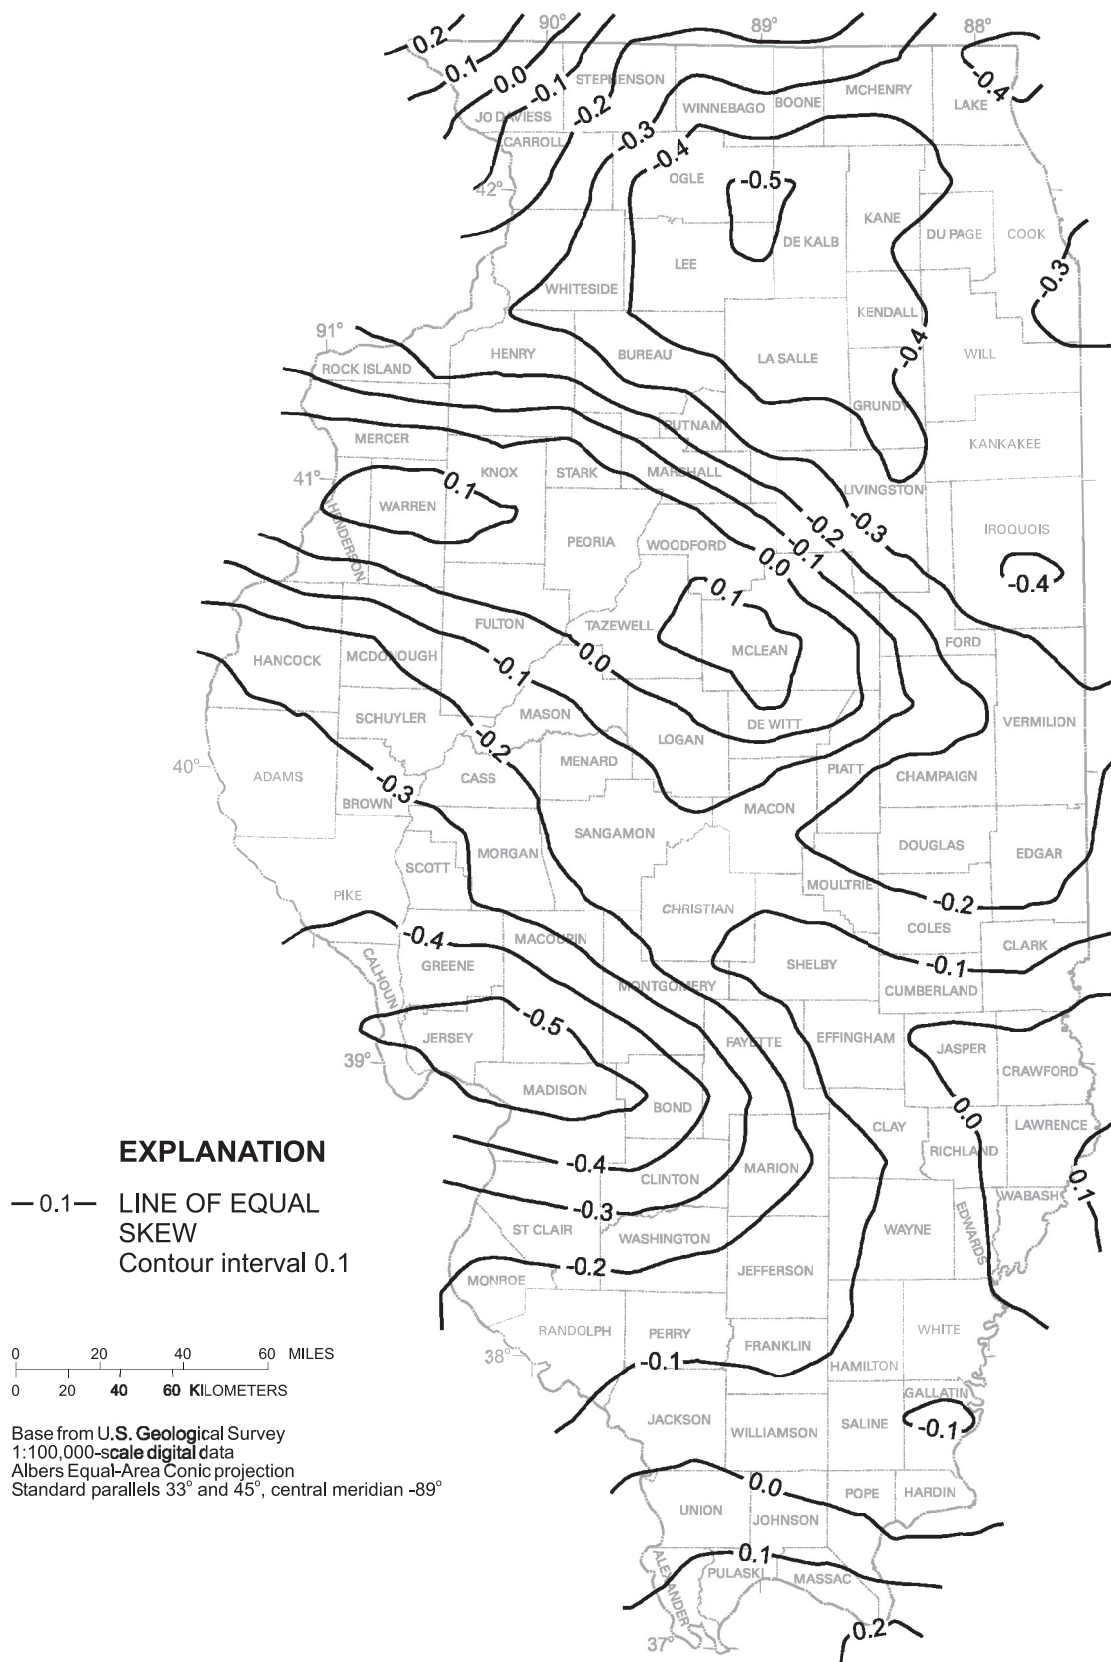 90° 89° 88°
0.2
0.1
0.0
-0.1
STEPHENSON
-0.2
-0.4
MCHENRY
WINNEBAGO BOONE
LAKE
JO DAVIESS
CARROLL
-0.3
-0.4
OGLE
-0.5
42°
KANE
DU PAGE COOK
DE KALB
LEE
-0.3
WHITESIDE
KENDALL
91°
HENRY
BUREAU
LA SALLE
-0.4
WILL
ROCK ISLAND
GRUNDY
PUTNAM
MERCER
KANKAKEE
41°
KNOX
STARK
MARSHALL
0.1
LIVINGSTON
WARREN
HENDERSON
-0.3
-0.2
-0.1
0.0
IROQUOIS
PEORIA
WOODFORD
-0.4
0.1
FULTON
TAZEWELL
HANCOCK
MCDONOUGH
0.0
-0.1
MCLEAN
FORD
SCHUYLER
MASON
DE WITT
VERMILION
LOGAN
-0.2
MENARD
40°
ADAMS
-0.3
CASS
PIATT
CHAMPAIGN
BROWN
MACON
SANGAMON
DOUGLAS
EDGAR
MORGAN
SCOTT
MOULTRIE
PIKE
-0.2
CHRISTIAN
COLES
-0.4
MACOUPIN
CLARK
CALHOUN
GREENE
SHELBY
-0.1
MONTGOMERY
CUMBERLAND
-0.5
JERSEY
FAYETTE
EFFINGHAM
JASPER
39°
CRAWFORD
MADISON
BOND
0.0
EXPLANATION
CLAY
LAWRENCE
RICHLAND
-0.4
MARION
CLINTON
0.1
WABASH
0.1 LINE OF EQUAL
SKEW
Contour interval 0.1
-0.3
ST CLAIR
WASHINGTON
WAYNE
EDWARDS
-0.2
JEFFERSON
MONROE
RANDOLPH
PERRY
WHITE
FRANKLIN
38°
-0.1
HAMILTON
0 20 40 60 MILES
0 20 40 60 KILOMETERS
GALLATIN
JACKSON
WILLIAMSON
SALINE
-0.1
Base from U.S. Geological Survey
1:100,000-scale digital data
Albers Equal-Area Conic projection
Standard parallels 33° and 45°, central meridian -89°
0.0
POPE
HARDIN
UNION
JOHNSON
0.1
ALEXANDER
PULASKI
MASSAC
0.2
37°